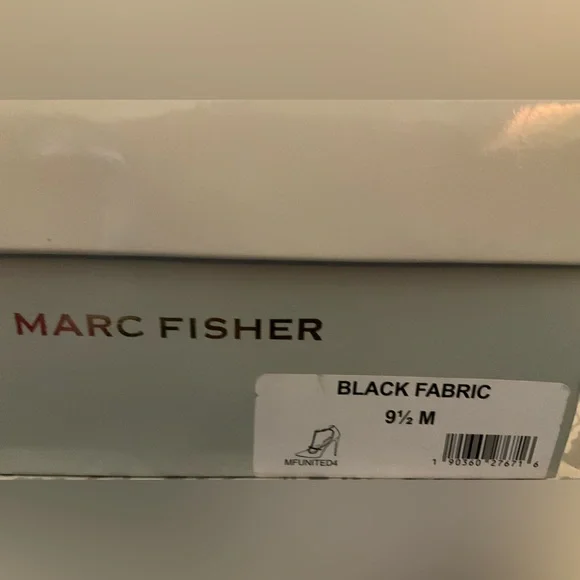 MARC FISHER
BLACK FABRIC
9½ M
MFUNITED4
1 90360 27671 6